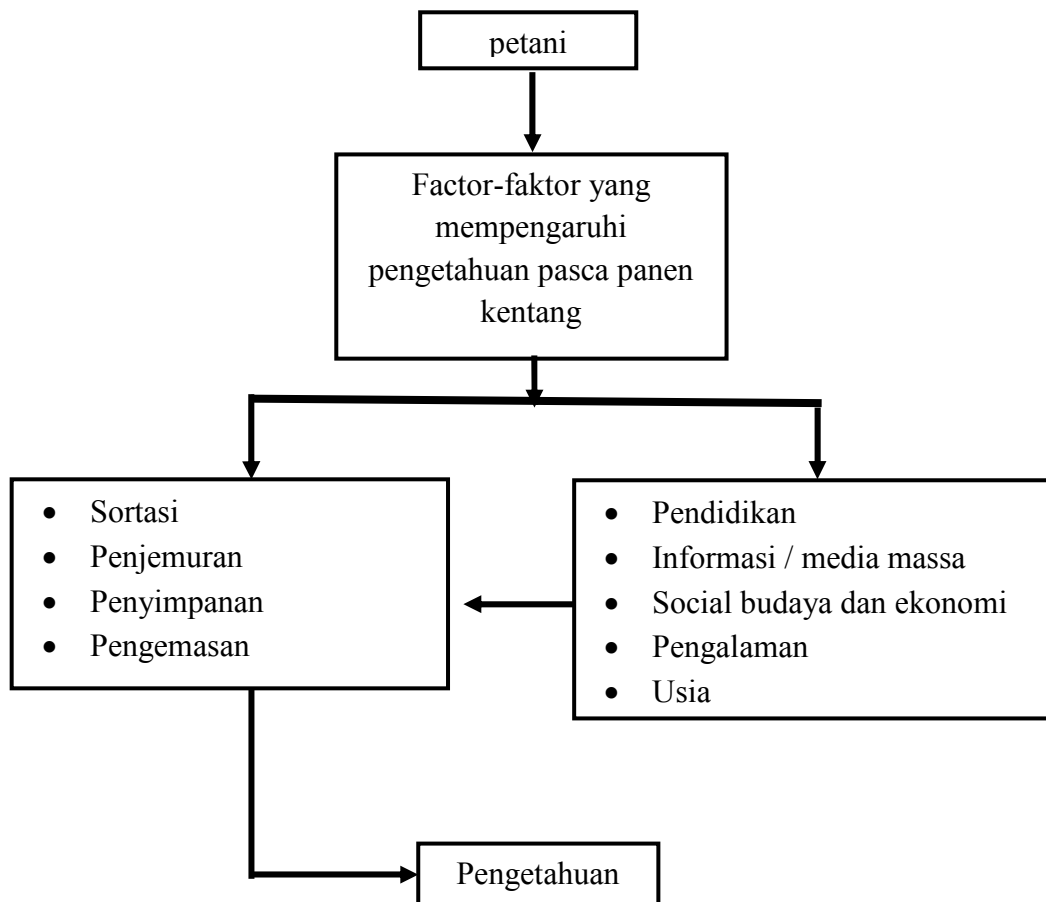 petani
Factor-faktor yang
mempengaruhi
pengetahuan pasca panen
kentang
• Sortasi
• Penjemuran
• Penyimpanan
• Pengemasan
• Pendidikan
• Informasi / media massa
• Social budaya dan ekonomi
• Pengalaman
• Usia
Pengetahuan